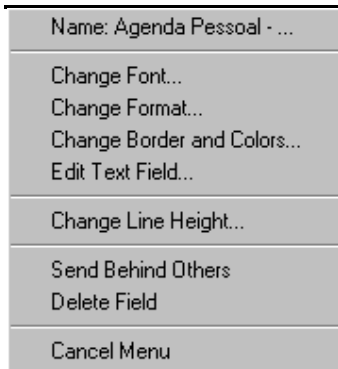 Name: Agenda Pessoal - ...
Change Font...
Change Format...
Change Border and Colors...
Edit Text Field...
Change Line Height...
Send Behind Others
Delete Field
Cancel Menu